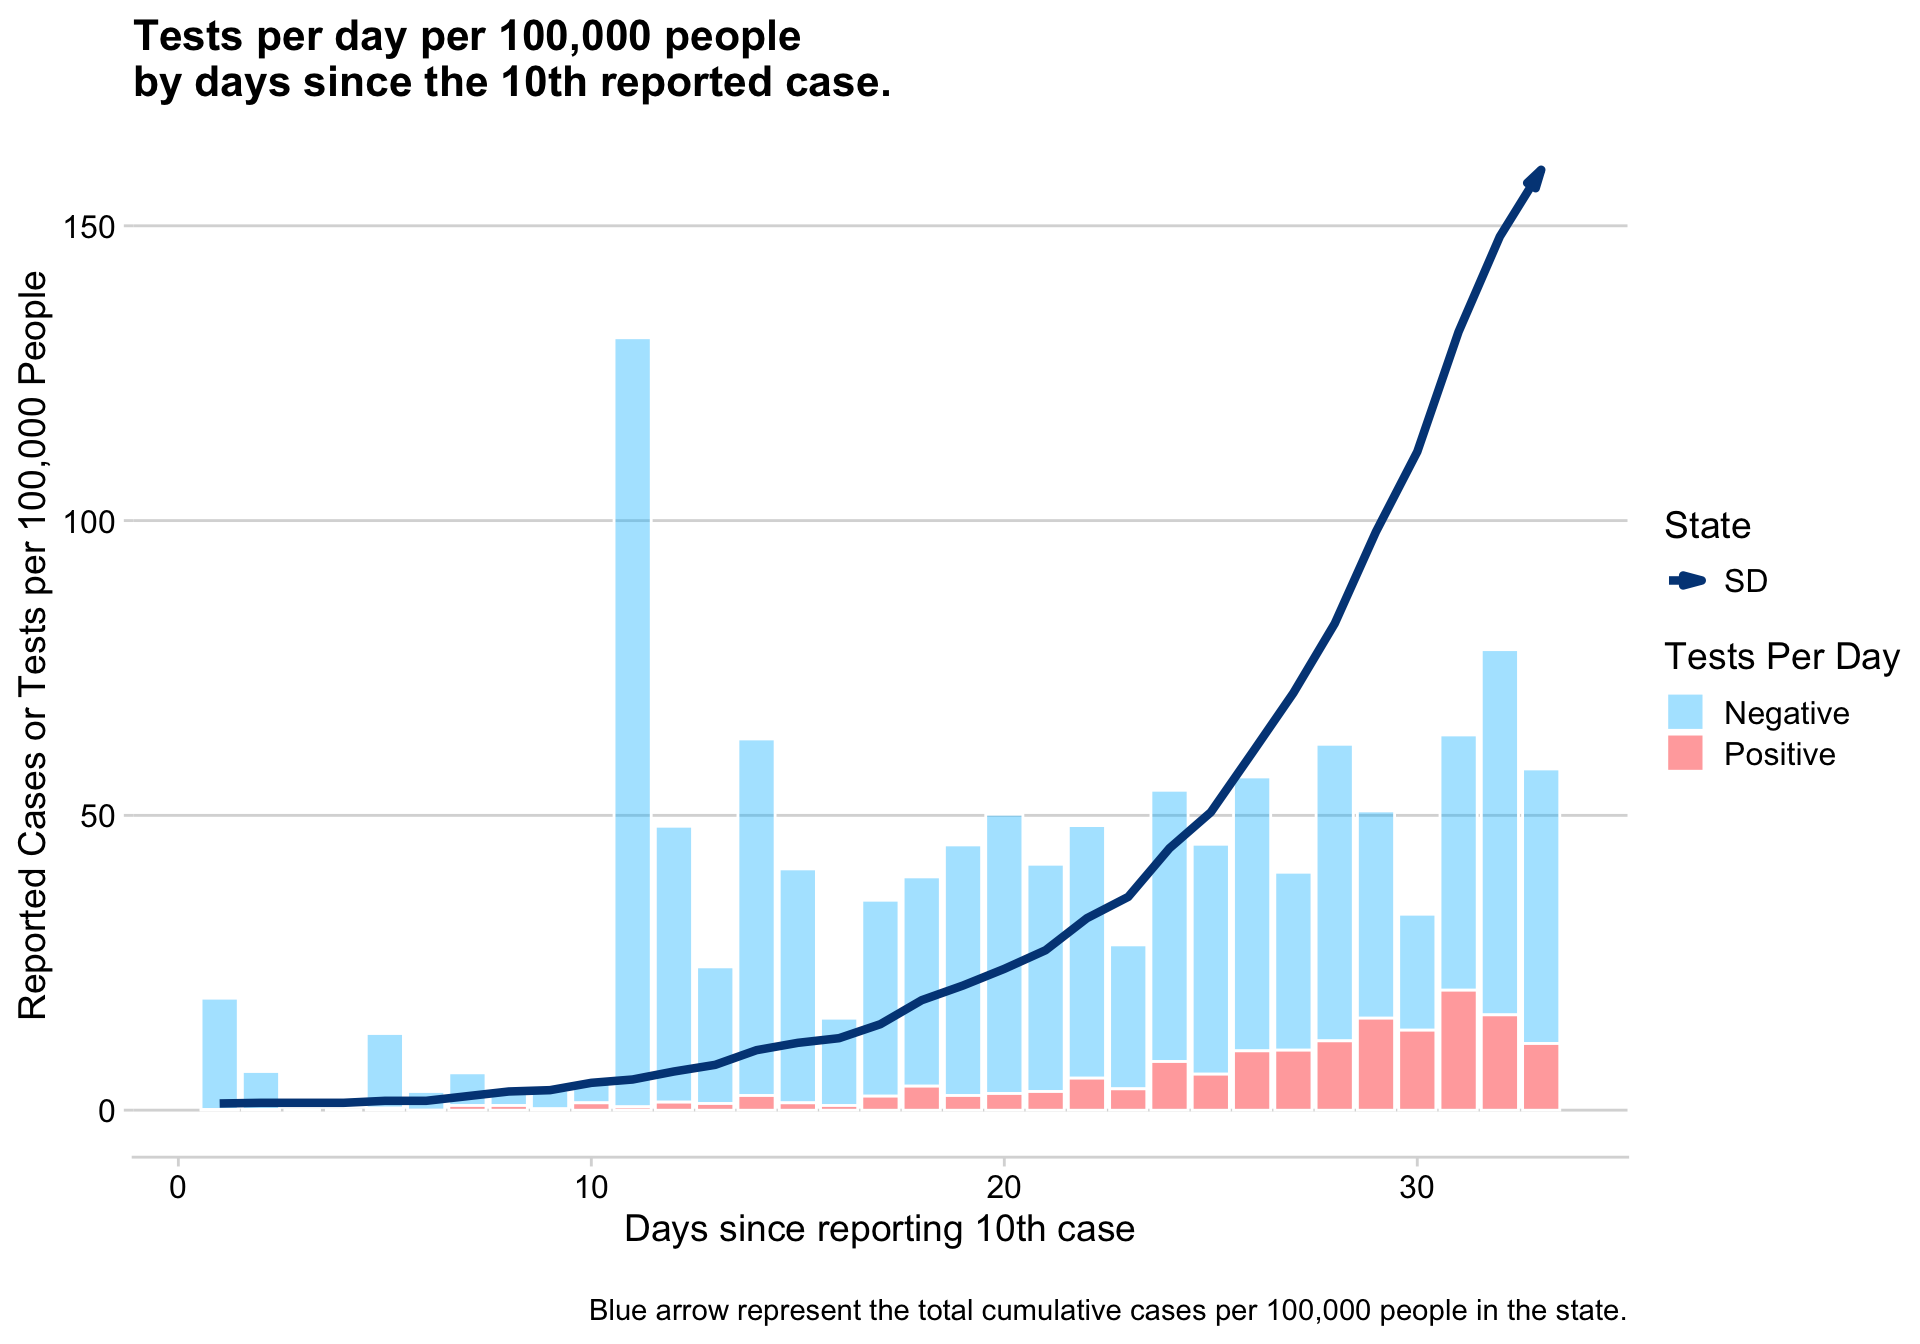 Tests per day per 100,000 people
by days since the 10th reported case.
Reported Cases or Tests per 100,000 People
150
100
50
0
0
10
20
30
Days since reporting 10th case
State
SD
Tests Per Day
Negative
Positive
Blue arrow represent the total cumulative cases per 100,000 people in the state.